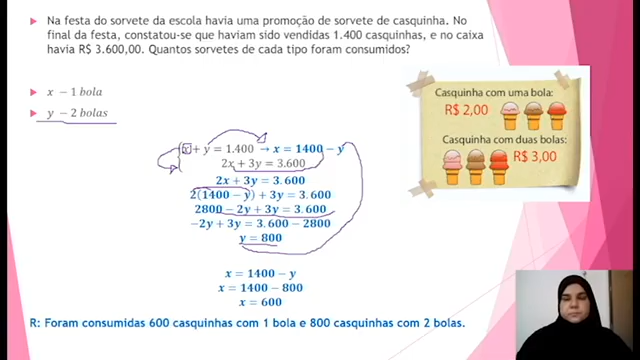 Na festa do sorvete da escola havia uma promoção de sorvete de casquinha. No
final da festa, constatou-se que haviam sido vendidas 1.400 casquinhas, e no caixa
havia R$ 3.600,00. Quantos sorvetes de cada tipo foram consumidos?
x − 1 bola
y − 2 bolas
x + y = 1.400 → x = 1400 − y
2x + 3y = 3.600
2x + 3y = 3.600
2(1400 − y) + 3y = 3.600
2800 − 2y + 3y = 3.600
−2y + 3y = 3.600 − 2800
y = 800
x = 1400 − y
x = 1400 − 800
x = 600
R: Foram consumidas 600 casquinhas com 1 bola e 800 casquinhas com 2 bolas.
Casquinha com uma bola:
R$ 2,00
Casquinha com duas bolas:
R$ 3,00